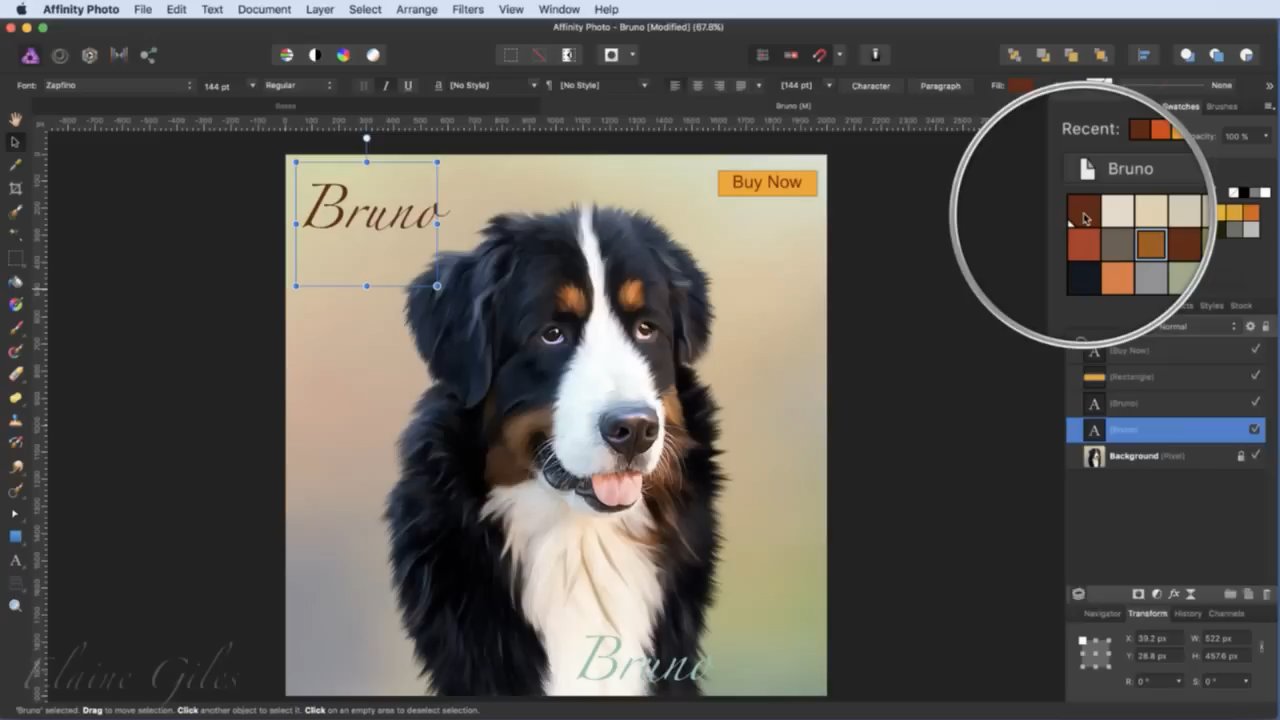 Affinity Photo File Edit Text Document Layer Select Arrange Filters View Window Help
Affinity Photo - Bruno [Modified] (67.8%)
Font: Zapfino 144 pt Regular B I U a [No Style] ¶ [No Style] [144 pt] Character Paragraph Fill: None
Bruno (M)
Swatches Brushes
Recent: Opacity: 100 %
Bruno
Buy Now
Bruno
Styles Stock
Normal
(Buy Now)
(Rectangle)
(Bruno)
Background (Pixel)
Navigator Transform History Channels
X: 39.2 px W: 522 px
Y: 28.8 px H: 457.6 px
R: 0 ° S: 0 °
Bruno
Elaine Giles
'Bruno' selected. Drag to move selection. Click another object to select it. Click on an empty area to deselect selection.